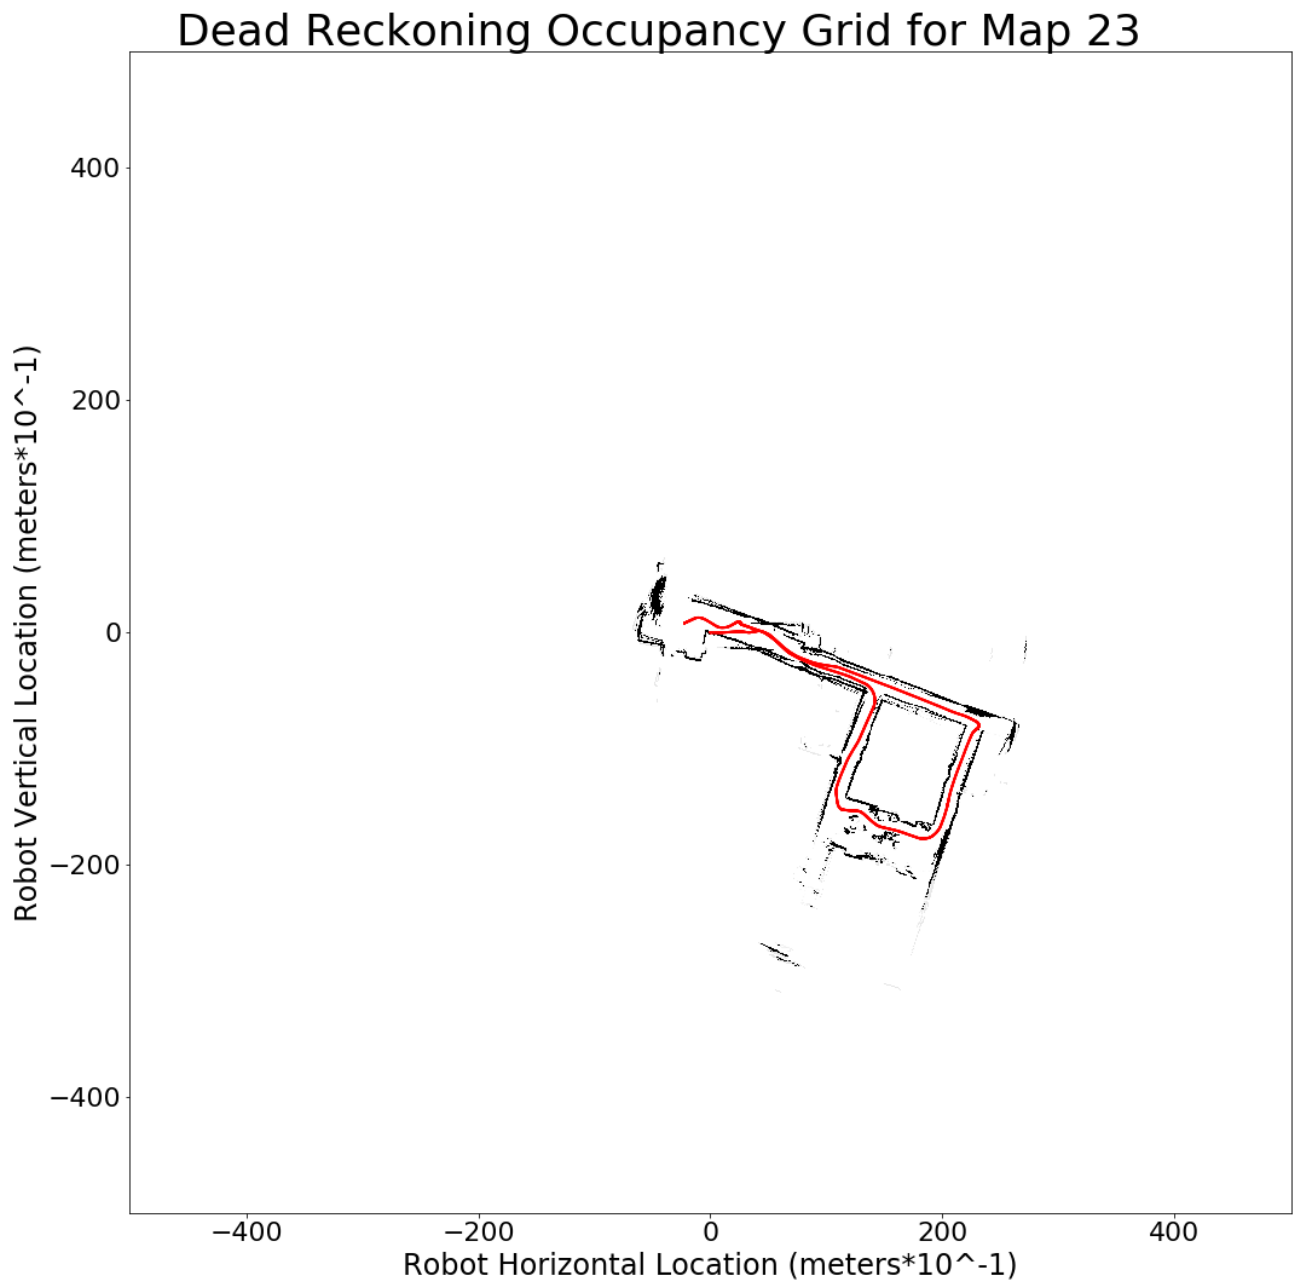 Dead Reckoning Occupancy Grid for Map 23
Robot Vertical Location (meters*10^-1)
400
200
0
−200
−400
−400 −200 0 200 400
Robot Horizontal Location (meters*10^-1)